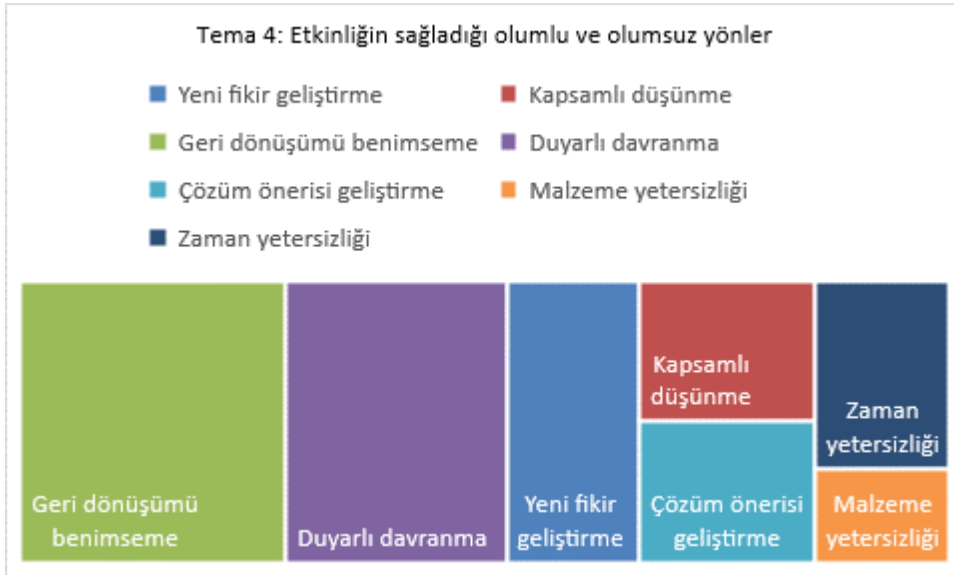 Tema 4: Etkinliğin sağladığı olumlu ve olumsuz yönler
Yeni fikir geliştirme
Kapsamlı düşünme
Geri dönüşümü benimseme
Duyarlı davranma
Çözüm önerisi geliştirme
Malzeme yetersizliği
Zaman yetersizliği
Geri dönüşümü
benimseme
Duyarlı davranma
Yeni fikir
geliştirme
Kapsamlı
düşünme
Çözüm önerisi
geliştirme
Zaman
yetersizliği
Malzeme
yetersizliği